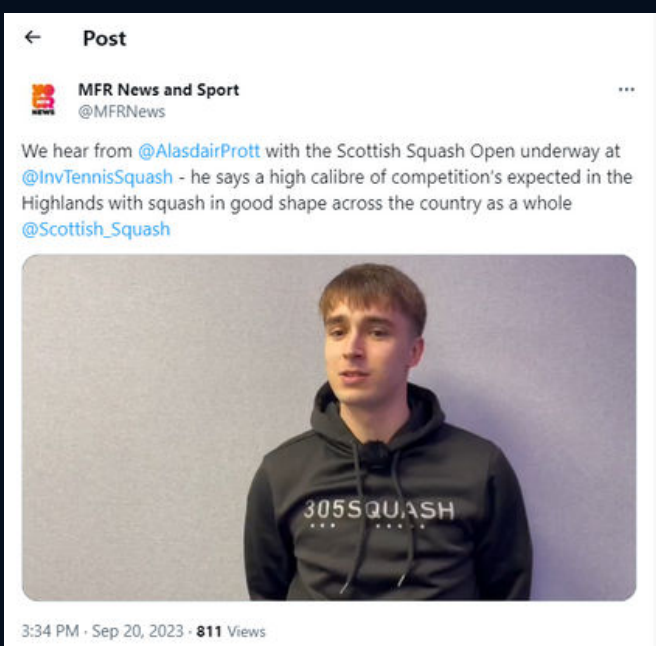 Post
MFR News and Sport
@MFRNews
We hear from @AlasdairPrott with the Scottish Squash Open underway at
@InvTennisSquash - he says a high calibre of competition's expected in the
Highlands with squash in good shape across the country as a whole
@Scottish_Squash
305SQUASH
3:34 PM · Sep 20, 2023 · 811 Views